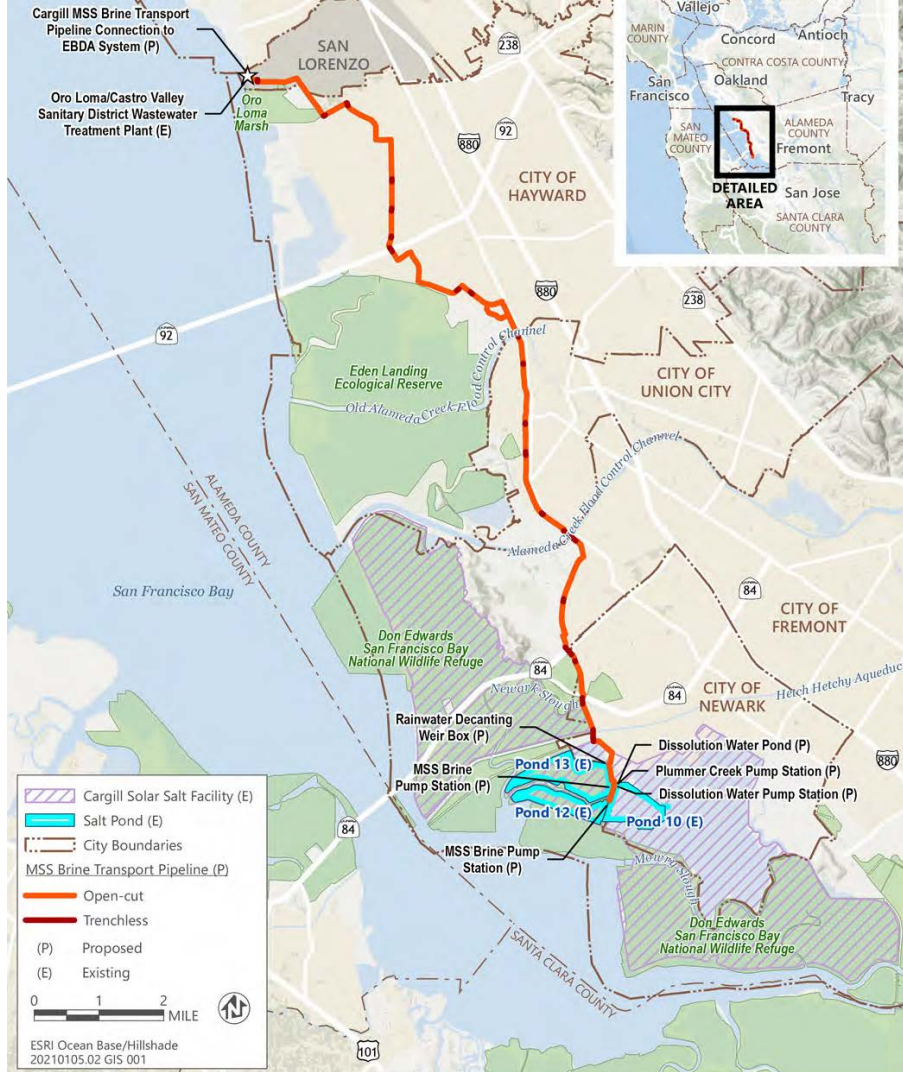 Cargill MSS Brine Transport
Pipeline Connection to
EBDA System (P)
Oro Loma/Castro Valley
Sanitary District Wastewater
Treatment Plant (E)
SAN
LORENZO
Oro
Loma
Marsh
238
880
92
CITY OF
HAYWARD
Vallejo
MARIN
COUNTY
Concord
Antioch
CONTRA COSTA COUNTY
San
Francisco
Oakland
Tracy
SAN
MATEO
COUNTY
ALAMEDA
COUNTY
Fremont
DETAILED
AREA
San Jose
SANTA CLARA
COUNTY
880
238
92
Eden Landing
Ecological Reserve
Old Alameda Creek Flood Control Channel
CITY OF
UNION CITY
ALAMEDA COUNTY
SAN MATEO COUNTY
Alameda Creek Flood Control Channel
San Francisco Bay
84
CITY OF
FREMONT
Don Edwards
San Francisco Bay
National Wildlife Refuge
84
Newark Slough
84
CITY OF
NEWARK
Hetch Hetchy Aqueduc
Rainwater Decanting
Weir Box (P)
Dissolution Water Pond (P)
Pond 13 (E)
Plummer Creek Pump Station (P)
880
MSS Brine
Pump Station (P)
Dissolution Water Pump Station (P)
Pond 12 (E)
Pond 10 (E)
84
MSS Brine Pump
Station (P)
Mowry Slough
Don Edwards
San Francisco Bay
National Wildlife Refuge
SANTA CLARA COUNTY
101
Cargill Solar Salt Facility (E)
Salt Pond (E)
City Boundaries
MSS Brine Transport Pipeline (P)
Open-cut
Trenchless
(P) Proposed
(E) Existing
0 1 2
MILE
N
ESRI Ocean Base/Hillshade
20210105.02 GIS 001